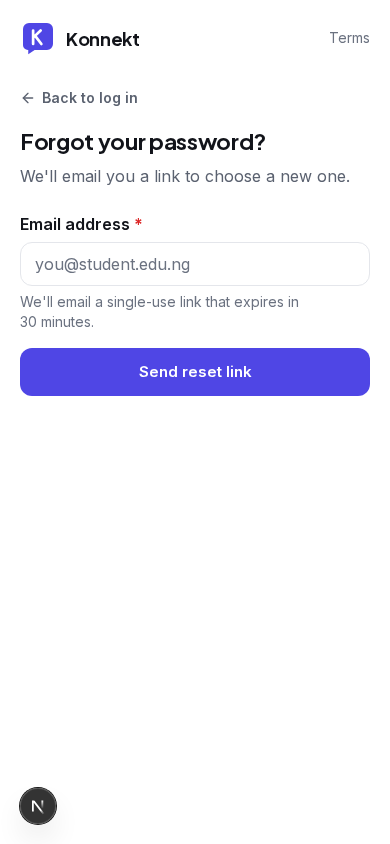 Konnekt
Terms
Back to log in
Forgot your password?
We'll email you a link to choose a new one.
Email address *
you@student.edu.ng
We'll email a single-use link that expires in
30 minutes.
Send reset link
N